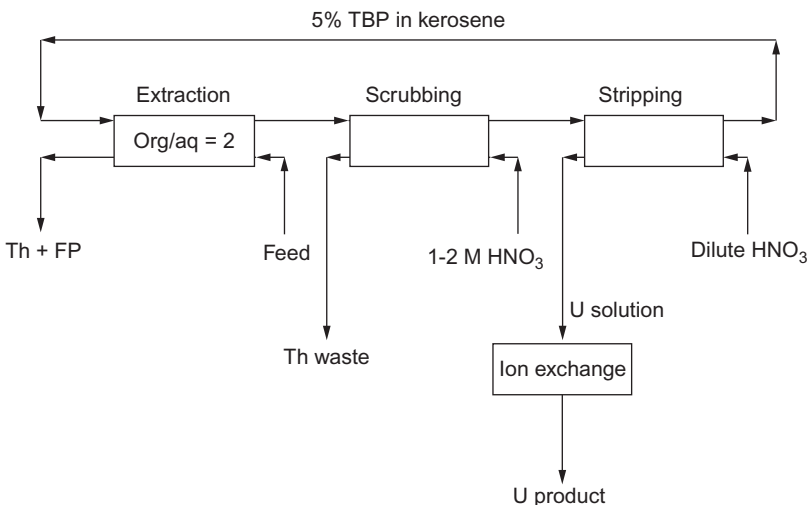 5% TBP in kerosene
Extraction
Scrubbing
Stripping
Org/aq = 2
Th + FP
Feed
1-2 M HNO₃
Dilute HNO₃
U solution
Th waste
Ion exchange
U product